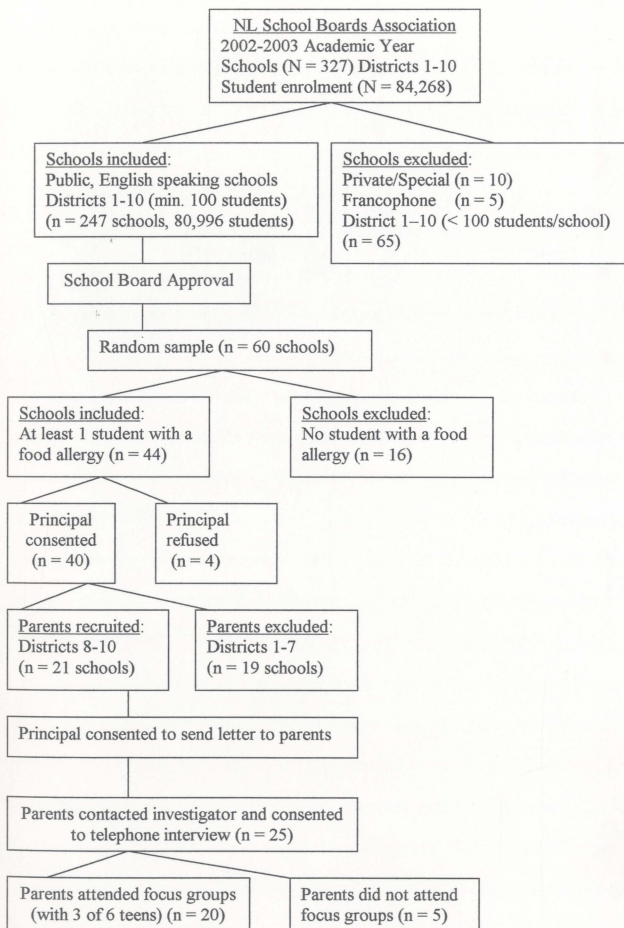 NL School Boards Association
2002-2003 Academic Year
Schools (N = 327) Districts 1-10
Student enrolment (N = 84,268)
Schools included:
Public, English speaking schools
Districts 1-10 (min. 100 students)
(n = 247 schools, 80,996 students)
Schools excluded:
Private/Special (n = 10)
Francophone (n = 5)
District 1–10 (< 100 students/school)
(n = 65)
School Board Approval
Random sample (n = 60 schools)
Schools included:
At least 1 student with a
food allergy (n = 44)
Schools excluded:
No student with a food
allergy (n = 16)
Principal
consented
(n = 40)
Principal
refused
(n = 4)
Parents recruited:
Districts 8-10
(n = 21 schools)
Parents excluded:
Districts 1-7
(n = 19 schools)
Principal consented to send letter to parents
Parents contacted investigator and consented
to telephone interview (n = 25)
Parents attended focus groups
(with 3 of 6 teens) (n = 20)
Parents did not attend
focus groups (n = 5)